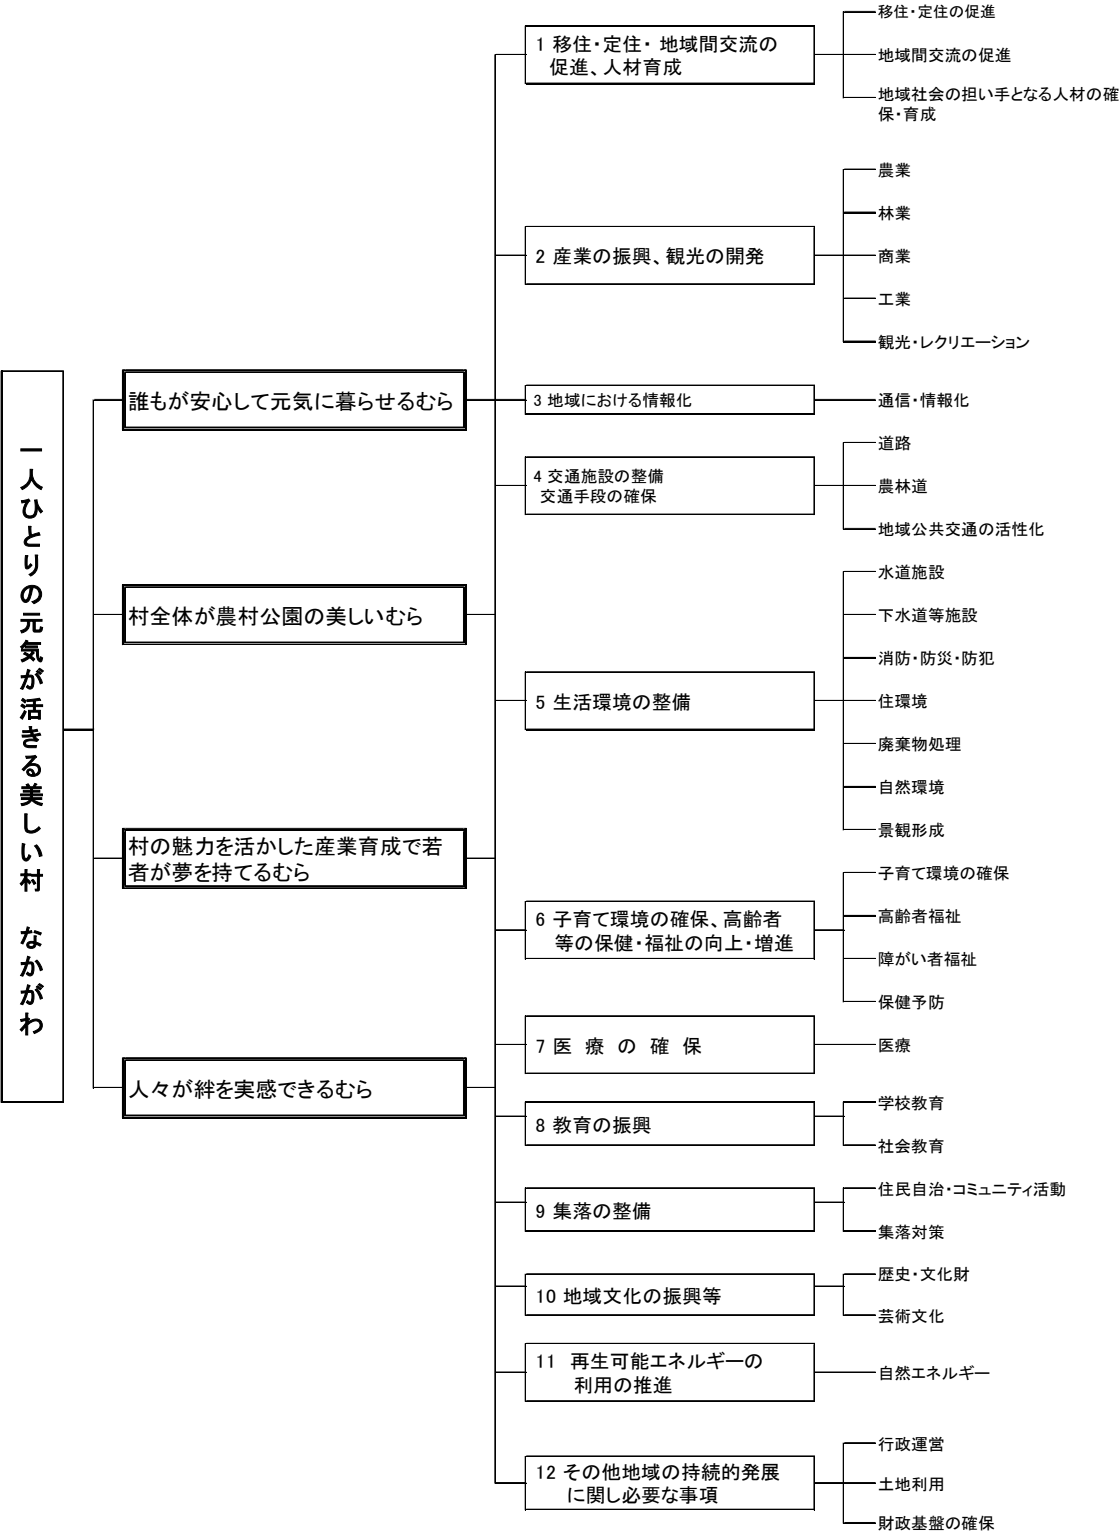 一人ひとりの元気が活きる美しい村　なかがわ
誰もが安心して元気に暮らせるむら
村全体が農村公園の美しいむら
村の魅力を活かした産業育成で若
者が夢を持てるむら
人々が絆を実感できるむら
1 移住・定住・ 地域間交流の
促進、人材育成
移住・定住の促進
地域間交流の促進
地域社会の担い手となる人材の確
保・育成
2 産業の振興、観光の開発
農業
林業
商業
工業
観光・レクリエーション
3 地域における情報化
通信・情報化
4 交通施設の整備
交通手段の確保
道路
農林道
地域公共交通の活性化
5 生活環境の整備
水道施設
下水道等施設
消防・防災・防犯
住環境
廃棄物処理
自然環境
景観形成
6 子育て環境の確保、高齢者
等の保健・福祉の向上・増進
子育て環境の確保
高齢者福祉
障がい者福祉
保健予防
7 医 療 の 確 保
医療
8 教育の振興
学校教育
社会教育
9 集落の整備
住民自治・コミュニティ活動
集落対策
10 地域文化の振興等
歴史・文化財
芸術文化
11 再生可能エネルギーの
利用の推進
自然エネルギー
12 その他地域の持続的発展
に関し必要な事項
行政運営
土地利用
財政基盤の確保